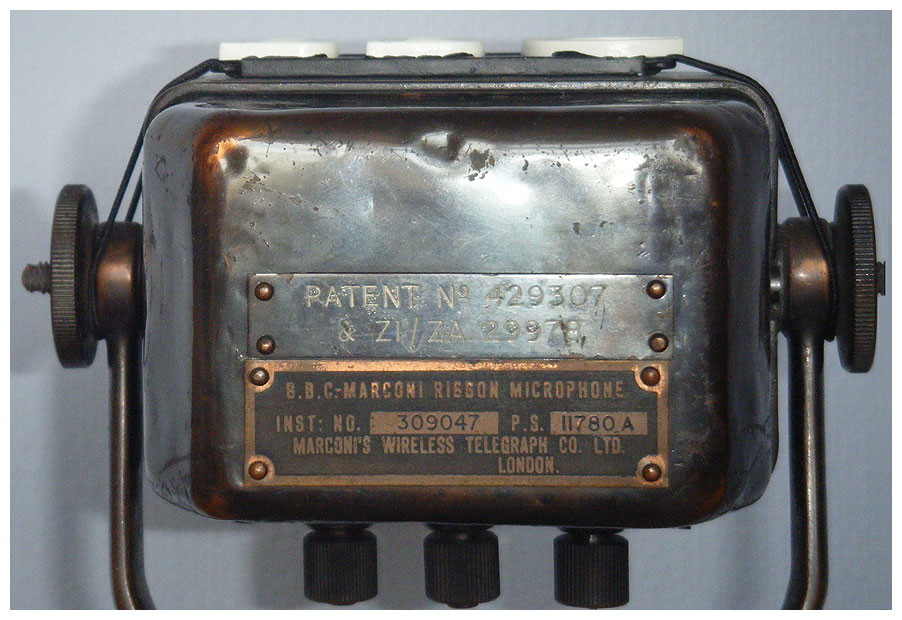 PATENT Nº 429307
& ZI/ZA 29978
B.B.C.-MARCONI RIBBON MICROPHONE
INST: NO. 309047 P.S. 11780 A
MARCONI'S WIRELESS TELEGRAPH CO. LTD.
LONDON.